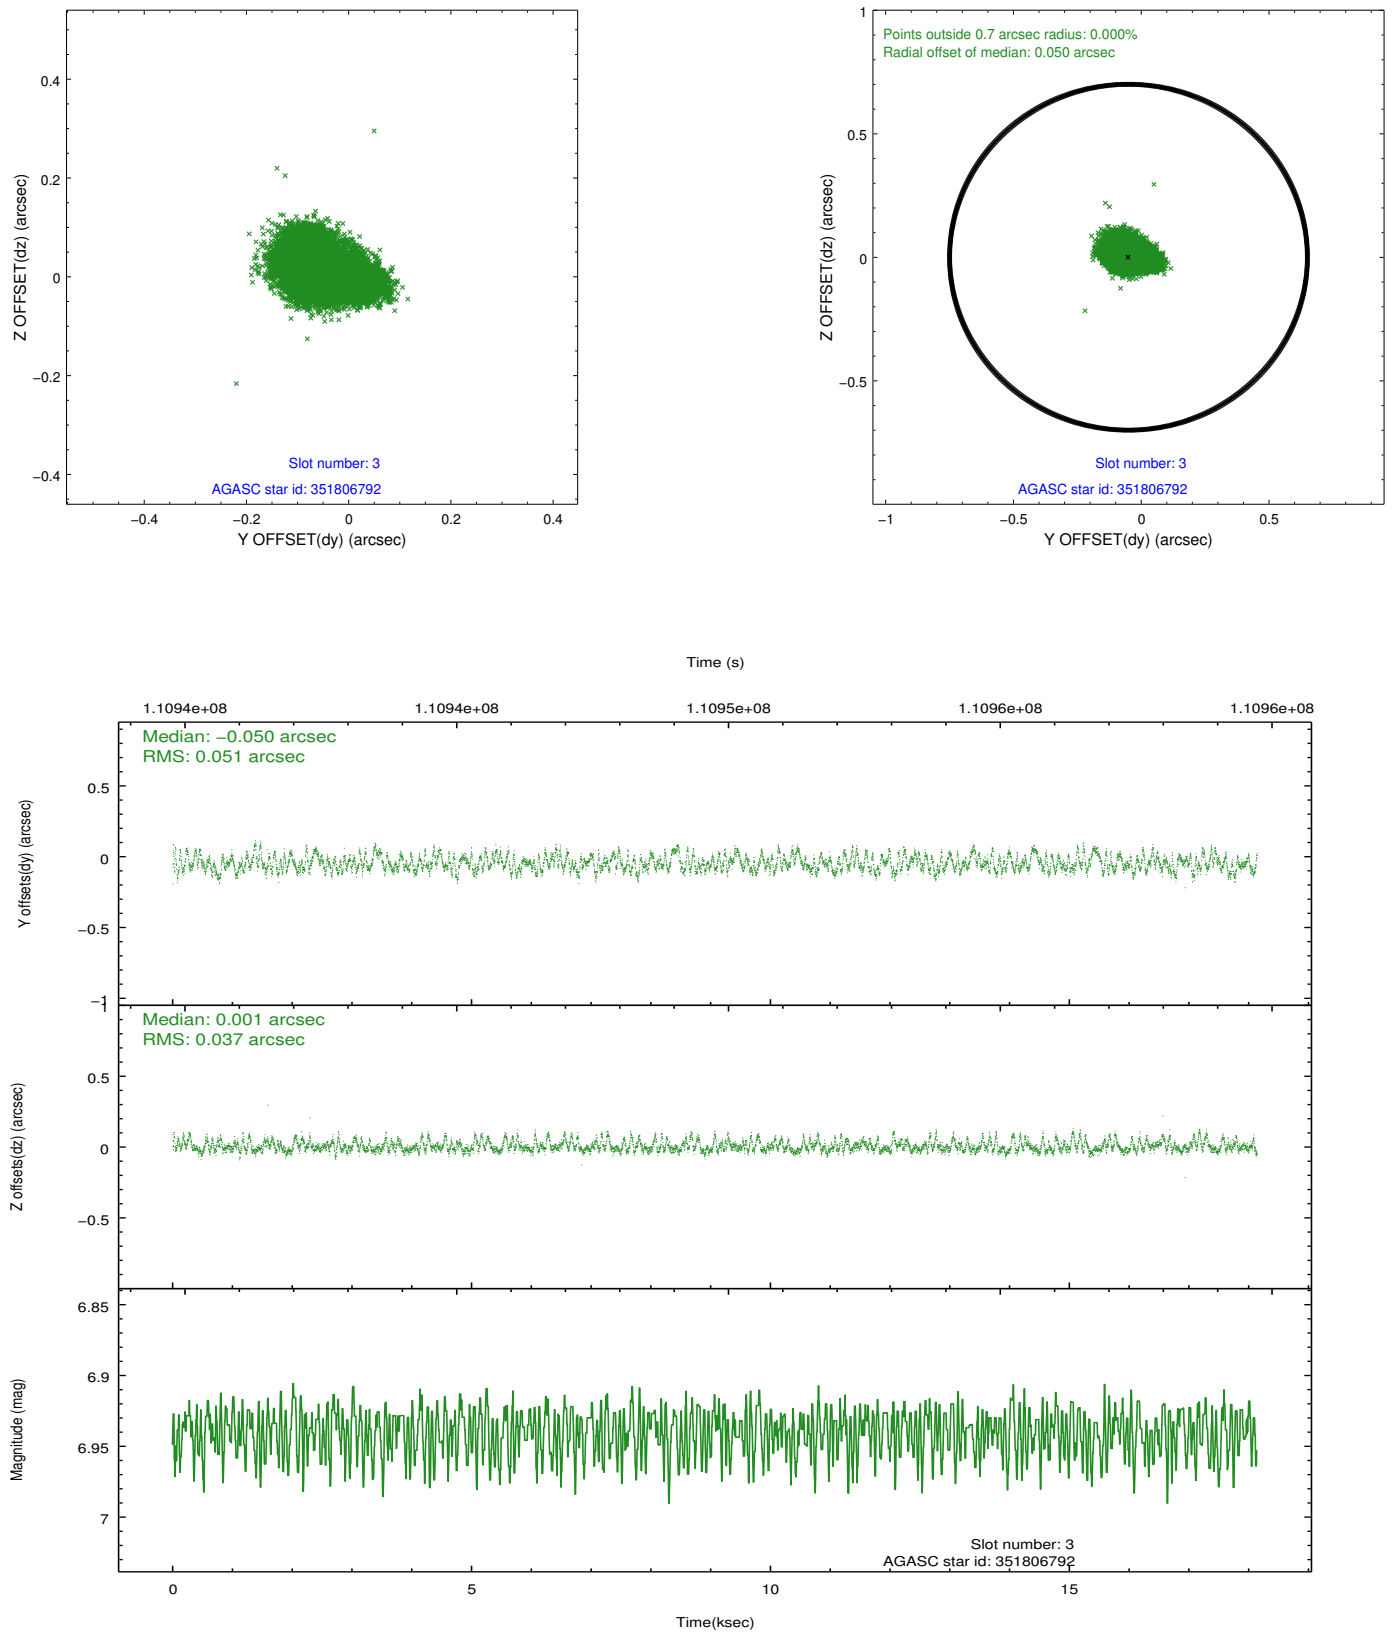 0.4
0.2
0
−0.2
−0.4
Z OFFSET(dz) (arcsec)
Slot number: 3
AGASC star id: 351806792
−0.4
−0.2
0
0.2
0.4
Y OFFSET(dy) (arcsec)
1
0.5
0
−0.5
Z OFFSET(dz) (arcsec)
Points outside 0.7 arcsec radius: 0.000%
Radial offset of median: 0.050 arcsec
Slot number: 3
AGASC star id: 351806792
−1
−0.5
0
0.5
Y OFFSET(dy) (arcsec)
Time (s)
1.1094e+08
1.1094e+08
1.1095e+08
1.1096e+08
1.1096e+08
Median: −0.050 arcsec
RMS: 0.051 arcsec
0.5
0
−0.5
−1
Y offsets(dy) (arcsec)
1
Median: 0.001 arcsec
RMS: 0.037 arcsec
0.5
0
−0.5
Z offsets(dz) (arcsec)
6.85
6.9
6.95
7
Magnitude (mag)
Slot number: 3
AGASC star id: 351806792
0
5
10
15
Time(ksec)